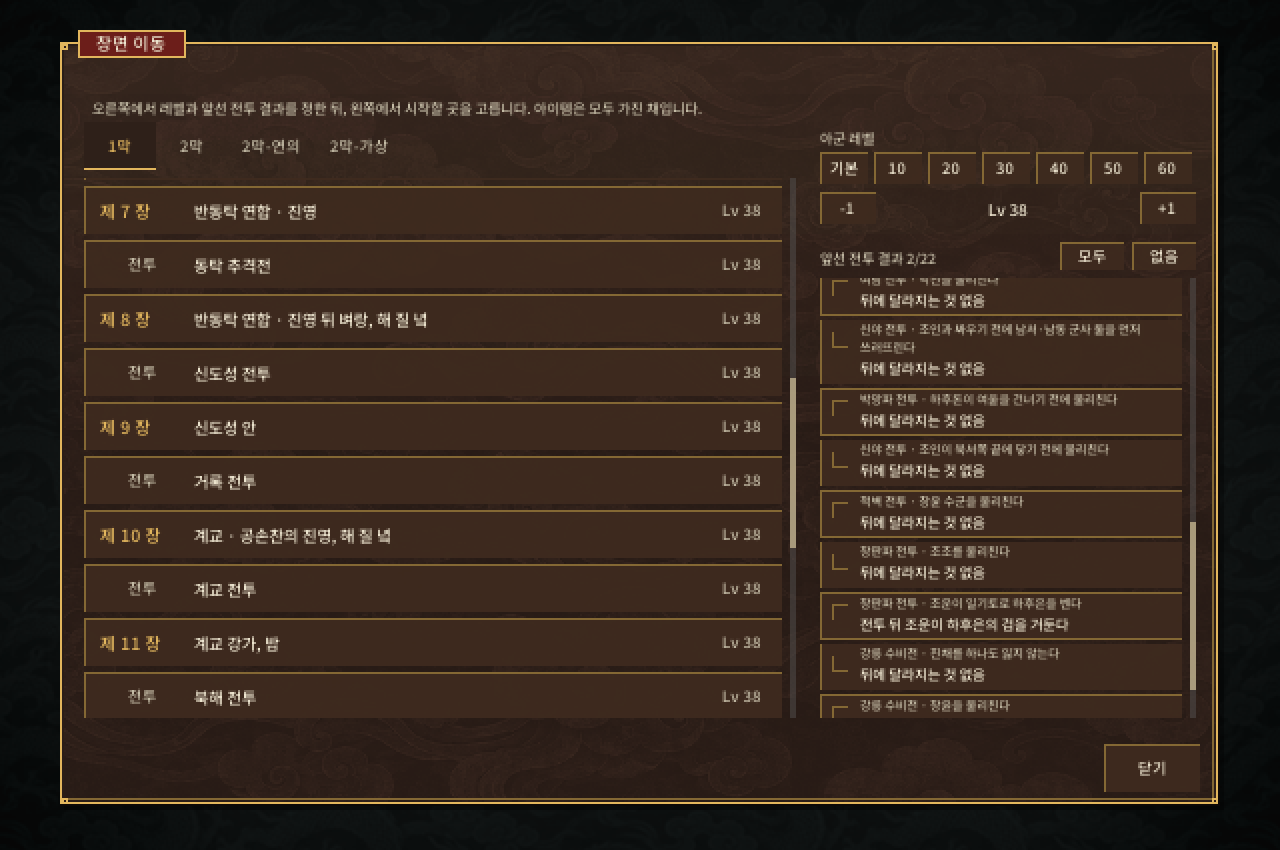 장면 이동
오른쪽에서 레벨과 앞선 전투 결과를 정한 뒤, 왼쪽에서 시작할 곳을 고릅니다. 아이템은 모두 가진 채입니다.
1막 2막 2막-연의 2막-가상
제 7 장 반동탁 연합 · 진영 Lv 38
전투 동탁 추격전 Lv 38
제 8 장 반동탁 연합 · 진영 뒤 벼랑, 해 질 녘 Lv 38
전투 신도성 전투 Lv 38
제 9 장 신도성 안 Lv 38
전투 거록 전투 Lv 38
제 10 장 계교 · 공손찬의 진영, 해 질 녘 Lv 38
전투 계교 전투 Lv 38
제 11 장 계교 강가, 밤 Lv 38
전투 북해 전투 Lv 38
아군 레벨
기본 10 20 30 40 50 60
-1 Lv 38 +1
앞선 전투 결과 2/22 모두 없음
뒤에 달라지는 것 없음
신야 전투 · 조인과 싸우기 전에 남서·남동 군사 둘을 먼저
쓰러뜨린다
뒤에 달라지는 것 없음
박망파 전투 · 하후돈이 여울을 건너기 전에 물리친다
뒤에 달라지는 것 없음
신야 전투 · 조인이 북서쪽 끝에 닿기 전에 물리친다
뒤에 달라지는 것 없음
적벽 전투 · 장윤 수군을 물리친다
뒤에 달라지는 것 없음
장판파 전투 · 조조를 물리친다
뒤에 달라지는 것 없음
장판파 전투 · 조운이 일기토로 하후은을 벤다
전투 뒤 조운이 하후은의 검을 거둔다
강릉 수비전 · 진채를 하나도 잃지 않는다
뒤에 달라지는 것 없음
강릉 수비전 · 장윤을 물리친다
닫기